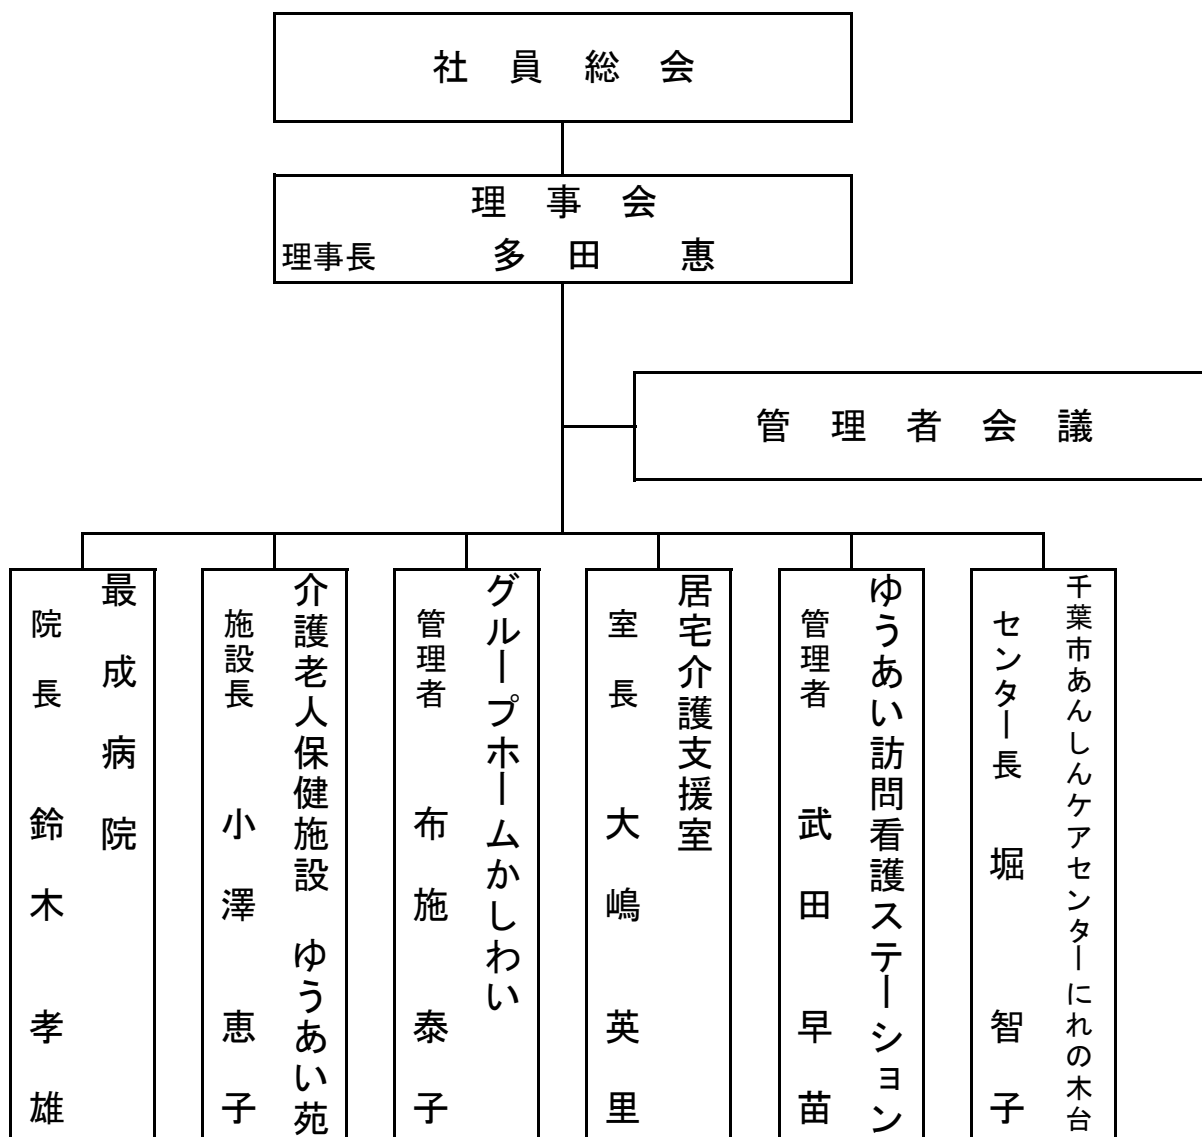 社員総会
理事会
理事長 多田 惠
管理者会議
最成病院
院長 鈴木 孝雄
介護老人保健施設 ゆうあい苑
施設長 小澤 恵子
グループホームかしわい
管理者 布施 泰子
居宅介護支援室
室長 大嶋 英里
ゆうあい訪問看護ステーション
管理者 武田 早苗
千葉市あんしんケアセンターにれの木台
センター長 堀 智子